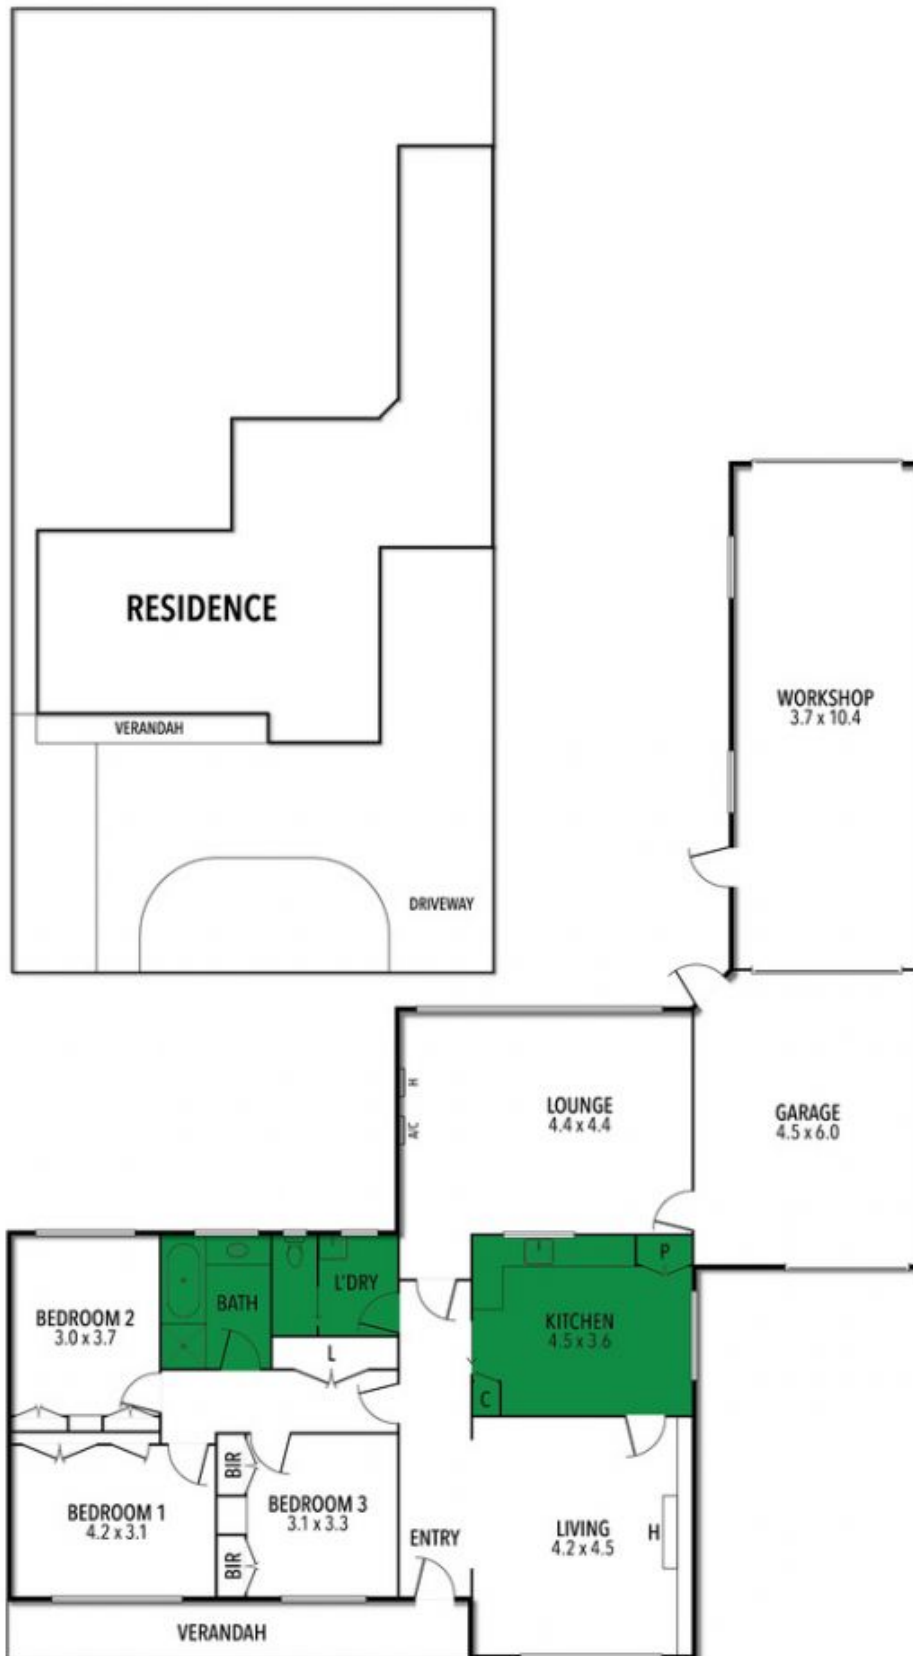 RESIDENCE
VERANDAH
DRIVEWAY
WORKSHOP
3.7 x 10.4
H
A/C
LOUNGE
4.4 x 4.4
GARAGE
4.5 x 6.0
BEDROOM 2
3.0 x 3.7
BATH
L'DRY
L
P
KITCHEN
4.5 x 3.6
C
BEDROOM 1
4.2 x 3.1
BIR
BIR
BEDROOM 3
3.1 x 3.3
ENTRY
LIVING
4.2 x 4.5
H
VERANDAH